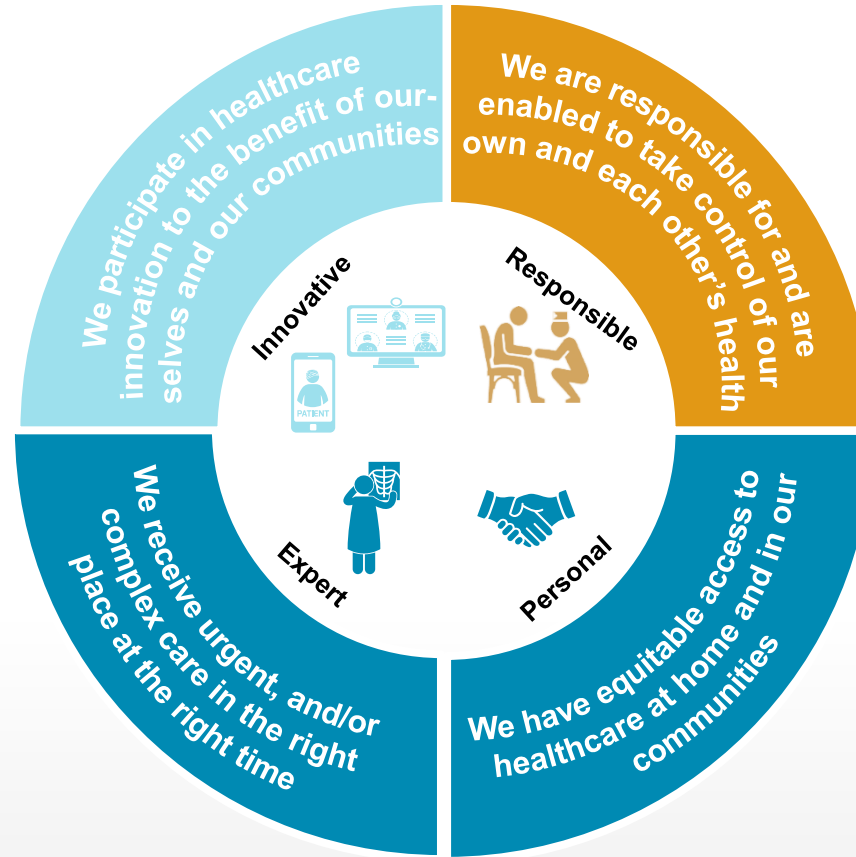 We participate in healthcare
innovation to the benefit of our-
selves and our communities
We are responsible for and are
enabled to take control of our
own and each other’s health
Innovative
Responsible
PATIENT
Expert
Personal
We receive urgent, and/or
complex care in the right
place at the right time
We have equitable access to
healthcare at home and in our
communities